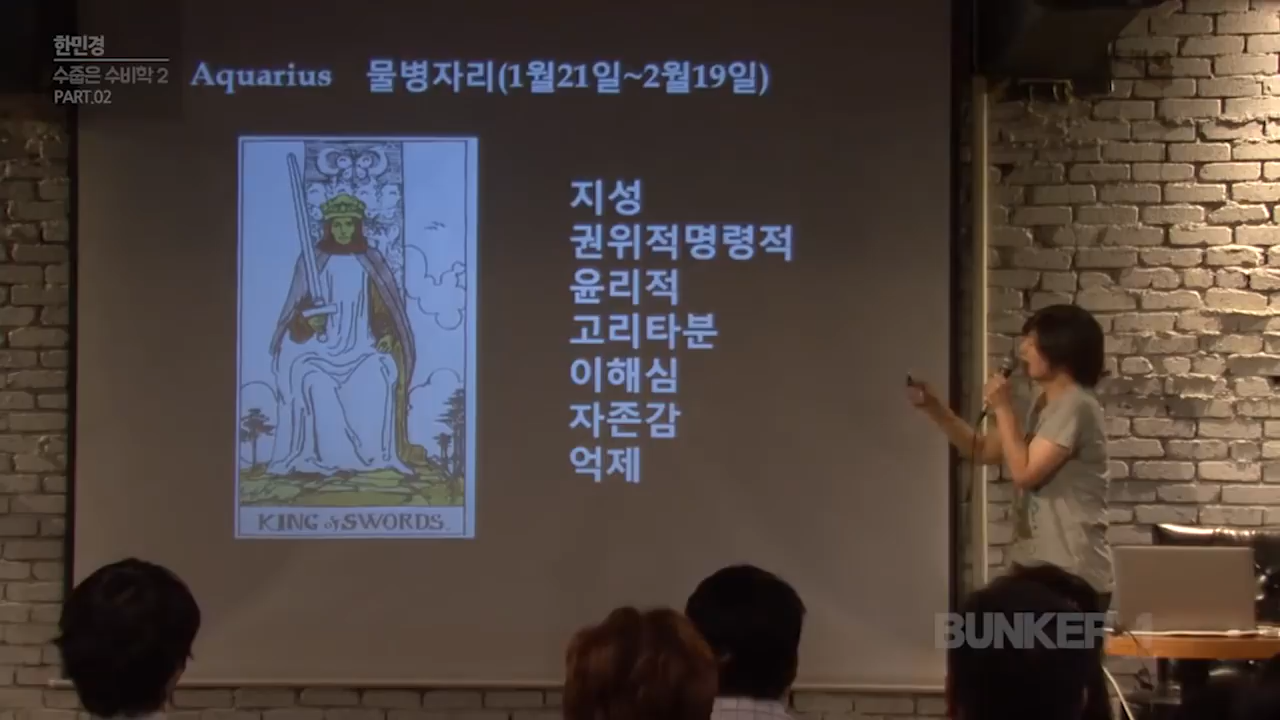 한민경
수줍은 수비학 2
PART.02
Aquarius 물병자리(1월21일~2월19일)
지성
권위적명령적
윤리적
고리타분
이해심
자존감
억제
KING of SWORDS.
BUNKER 1